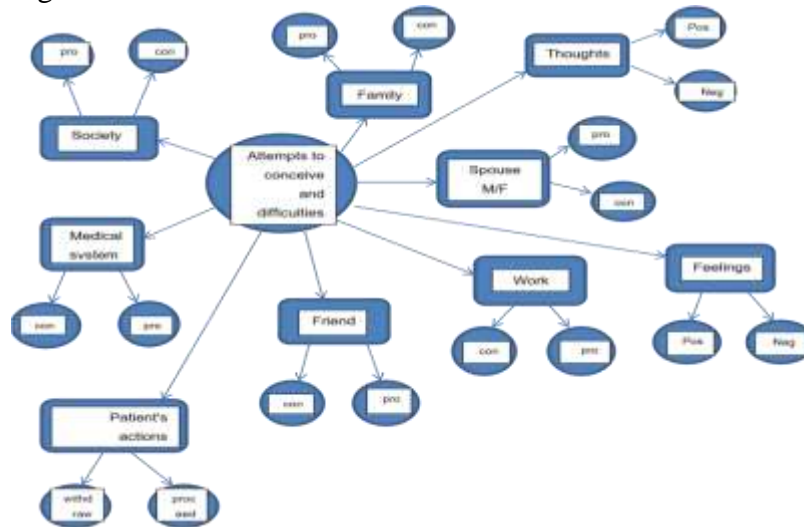 pro
con
Society
pro
con
Family
Pos
Neg
Thoughts
Attempts to
conceive
and
difficulties
pro
con
Spouse
M/F
Medical
system
con
pro
Friend
con
pro
Work
con
pro
Feelings
Pos
Neg
Patient's
actions
withd
raw
proc
eed